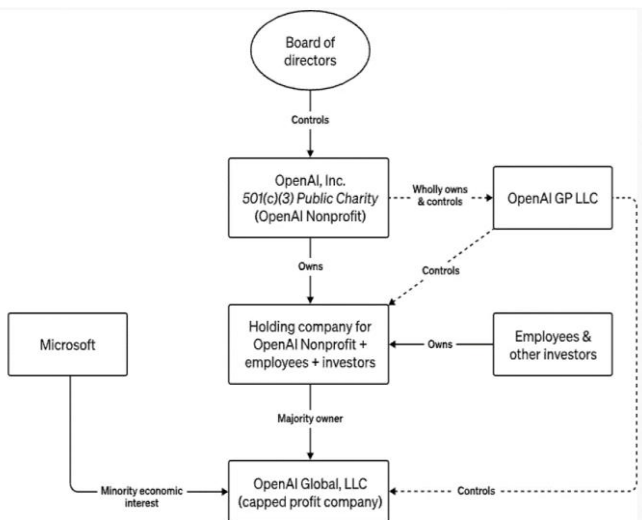 Board of
directors
Controls
OpenAI, Inc.
501(c)(3) Public Charity
(OpenAI Nonprofit)
Wholly owns
& controls
OpenAI GP LLC
Owns
Controls
Microsoft
Holding company for
OpenAI Nonprofit +
employees + investors
Owns
Employees &
other investors
Majority owner
Minority economic
interest
OpenAI Global, LLC
(capped profit company)
Controls